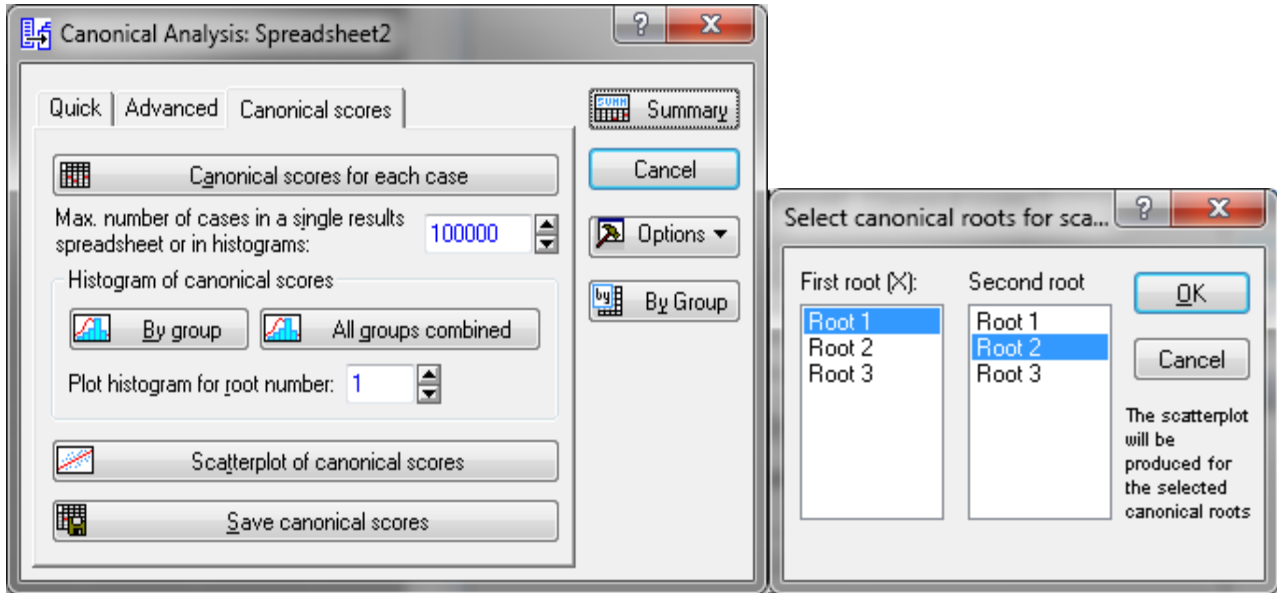 Canonical Analysis: Spreadsheet2
?
X
Quick
Advanced
Canonical scores
SUMM
Summary
Canonical scores for each case
Cancel
Max. number of cases in a single results
spreadsheet or in histograms:
100000
Options
Histogram of canonical scores
By group
All groups combined
by
By Group
Plot histogram for root number:
1
Scatterplot of canonical scores
Save canonical scores
Select canonical roots for sca...
?
X
First root (X):
Root 1
Root 2
Root 3
Second root
Root 1
Root 2
Root 3
OK
Cancel
The scatterplot
will be
produced for
the selected
canonical roots